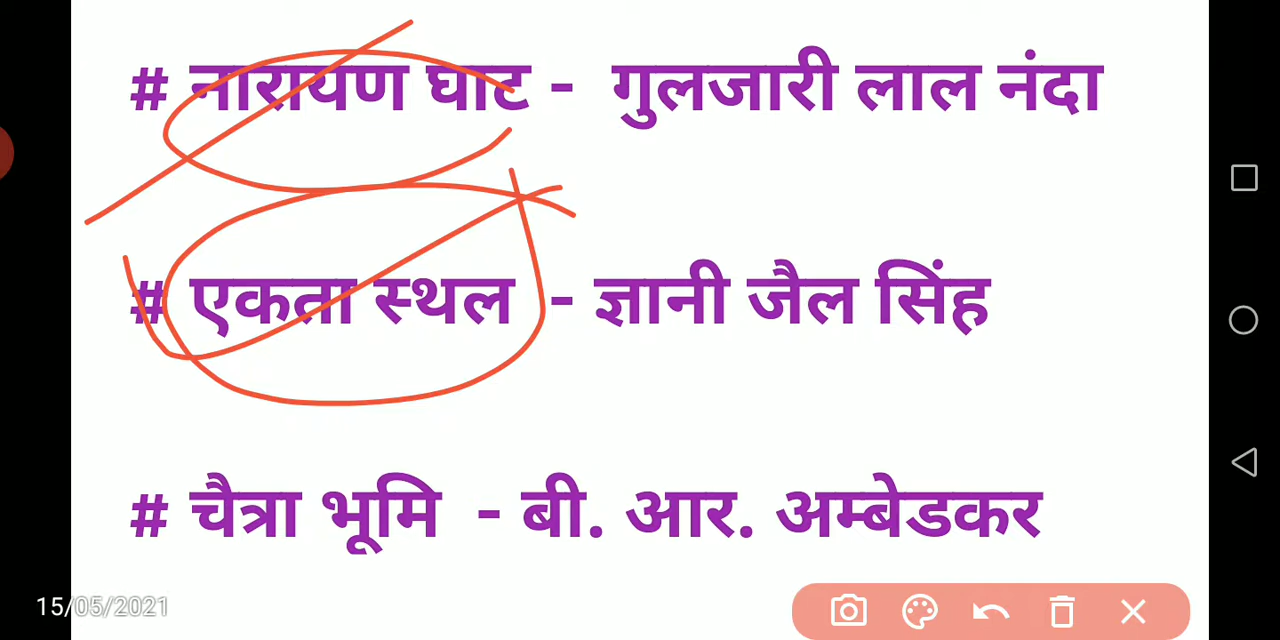 # नारायण घाट - गुलजारी लाल नंदा
# एकता स्थल - ज्ञानी जैल सिंह
# चैत्रा भूमि - बी. आर. अम्बेडकर
15/05/2021